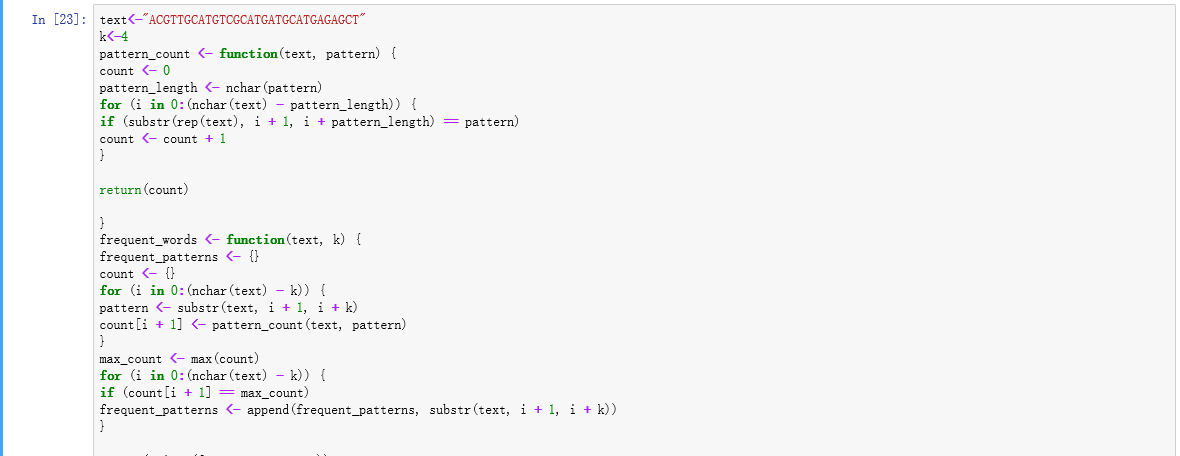 In [23]: text<-"ACGTTGCATGTCGCATGATGCATGAGAGCT"
k<-4
pattern_count <- function(text, pattern) {
count <- 0
pattern_length <- nchar(pattern)
for (i in 0:(nchar(text) - pattern_length)) {
if (substr(rep(text), i + 1, i + pattern_length) == pattern)
count <- count + 1
}
return(count)
}
frequent_words <- function(text, k) {
frequent_patterns <- {}
count <- {}
for (i in 0:(nchar(text) - k)) {
pattern <- substr(text, i + 1, i + k)
count[i + 1] <- pattern_count(text, pattern)
}
max_count <- max(count)
for (i in 0:(nchar(text) - k)) {
if (count[i + 1] == max_count)
frequent_patterns <- append(frequent_patterns, substr(text, i + 1, i + k))
}